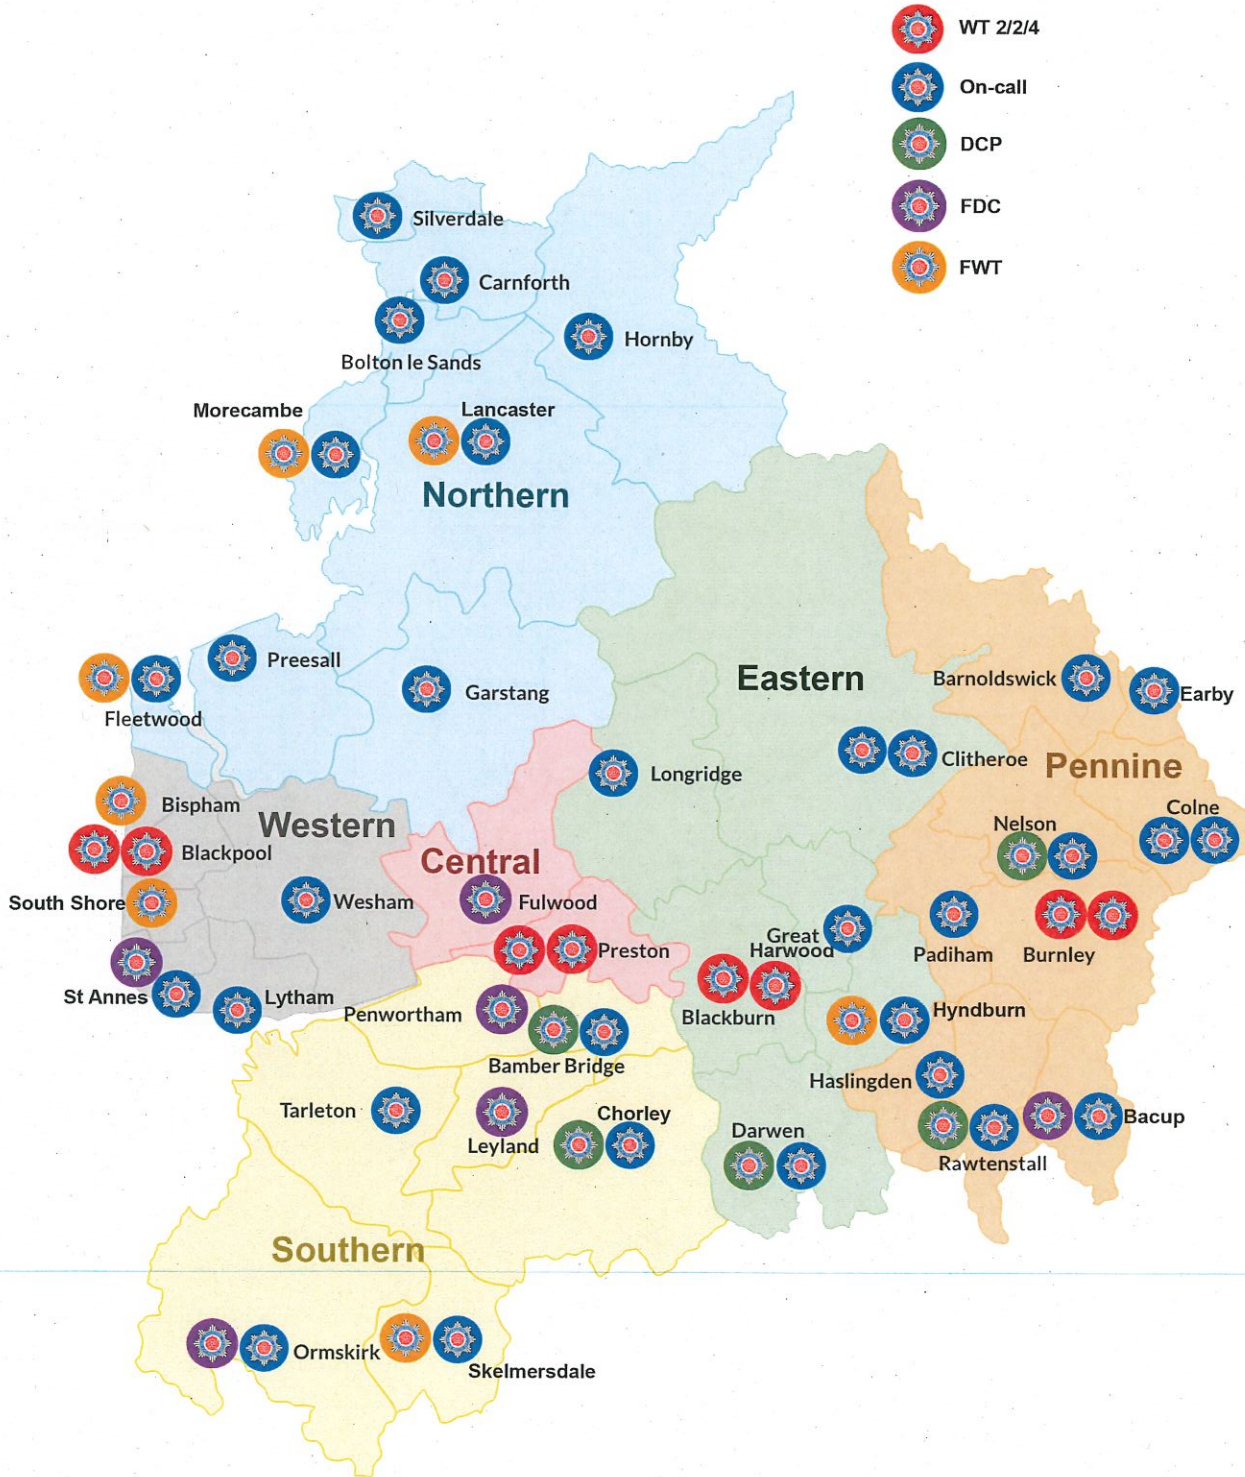 WT 2/2/4
On-call
DCP
FDC
FWT
Silverdale
Carnforth
Hornby
Bolton le Sands
Morecambe
Lancaster
Northern
Preesall
Garstang
Fleetwood
Eastern
Barnoldswick
Earby
Longridge
Clitheroe
Pennine
Bispham
Western
Colne
Nelson
Blackpool
Central
South Shore
Wesham
Fulwood
Preston
Great
Harwood
Padiham
Burnley
St Annes
Lytham
Penwortham
Blackburn
Hyndburn
Bamber Bridge
Haslingden
Tarleton
Leyland
Chorley
Darwen
Bacup
Rawtenstall
Southern
Ormskirk
Skelmersdale